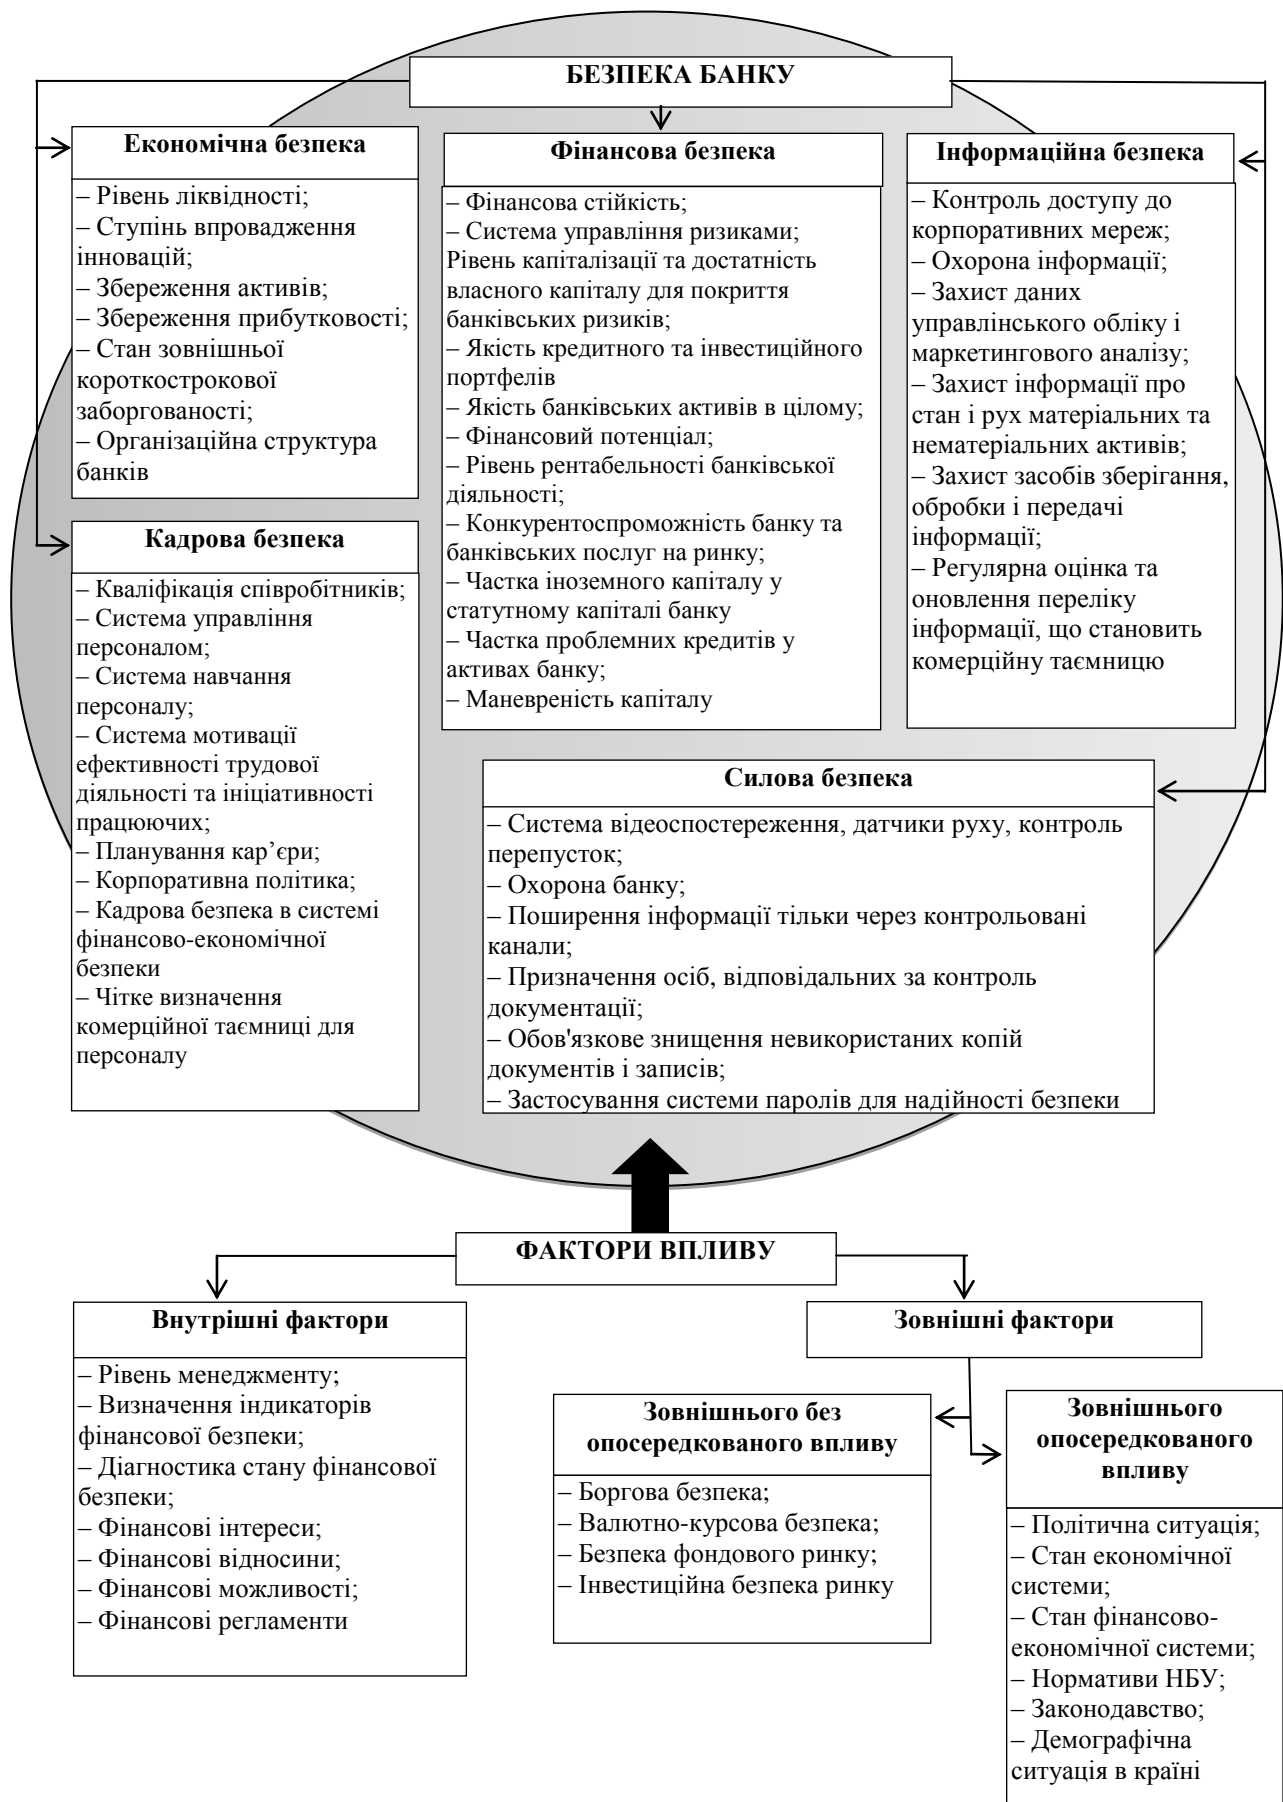 БЕЗПЕКА БАНКУ
Економічна безпека
– Рівень ліквідності;
– Ступінь впровадження
інновацій;
– Збереження активів;
– Збереження прибутковості;
– Стан зовнішньої
короткострокової
заборгованості;
– Організаційна структура
банків
Кадрова безпека
– Кваліфікація співробітників;
– Система управління
персоналом;
– Система навчання
персоналу;
– Система мотивації
ефективності трудової
діяльності та ініціативності
працюючих;
– Планування кар’єри;
– Корпоративна політика;
– Кадрова безпека в системі
фінансово-економічної
безпеки
– Чітке визначення
комерційної таємниці для
персоналу
Фінансова безпека
– Фінансова стійкість;
– Система управління ризиками;
Рівень капіталізації та достатність
власного капіталу для покриття
банківських ризиків;
– Якість кредитного та інвестиційного
портфелів
– Якість банківських активів в цілому;
– Фінансовий потенціал;
– Рівень рентабельності банківської
діяльності;
– Конкурентоспроможність банку та
банківських послуг на ринку;
– Частка іноземного капіталу у
статутному капіталі банку
– Частка проблемних кредитів у
активах банку;
– Маневреність капіталу
Інформаційна безпека
– Контроль доступу до
корпоративних мереж;
– Охорона інформації;
– Захист даних
управлінського обліку і
маркетингового аналізу;
– Захист інформації про
стан і рух матеріальних та
нематеріальних активів;
– Захист засобів зберігання,
обробки і передачі
інформації;
– Регулярна оцінка та
оновлення переліку
інформації, що становить
комерційну таємницю
Силова безпека
– Система відеоспостереження, датчики руху, контроль
перепусток;
– Охорона банку;
– Поширення інформації тільки через контрольовані
канали;
– Призначення осіб, відповідальних за контроль
документації;
– Обов'язкове знищення невикористаних копій
документів і записів;
– Застосування системи паролів для надійності безпеки
ФАКТОРИ ВПЛИВУ
Внутрішні фактори
– Рівень менеджменту;
– Визначення індикаторів
фінансової безпеки;
– Діагностика стану фінансової
безпеки;
– Фінансові інтереси;
– Фінансові відносини;
– Фінансові можливості;
– Фінансові регламенти
Зовнішні фактори
Зовнішнього без
опосередкованого впливу
– Боргова безпека;
– Валютно-курсова безпека;
– Безпека фондового ринку;
– Інвестиційна безпека ринку
Зовнішнього
опосередкованого
впливу
– Політична ситуація;
– Стан економічної
системи;
– Стан фінансово-
економічної системи;
– Нормативи НБУ;
– Законодавство;
– Демографічна
ситуація в країні